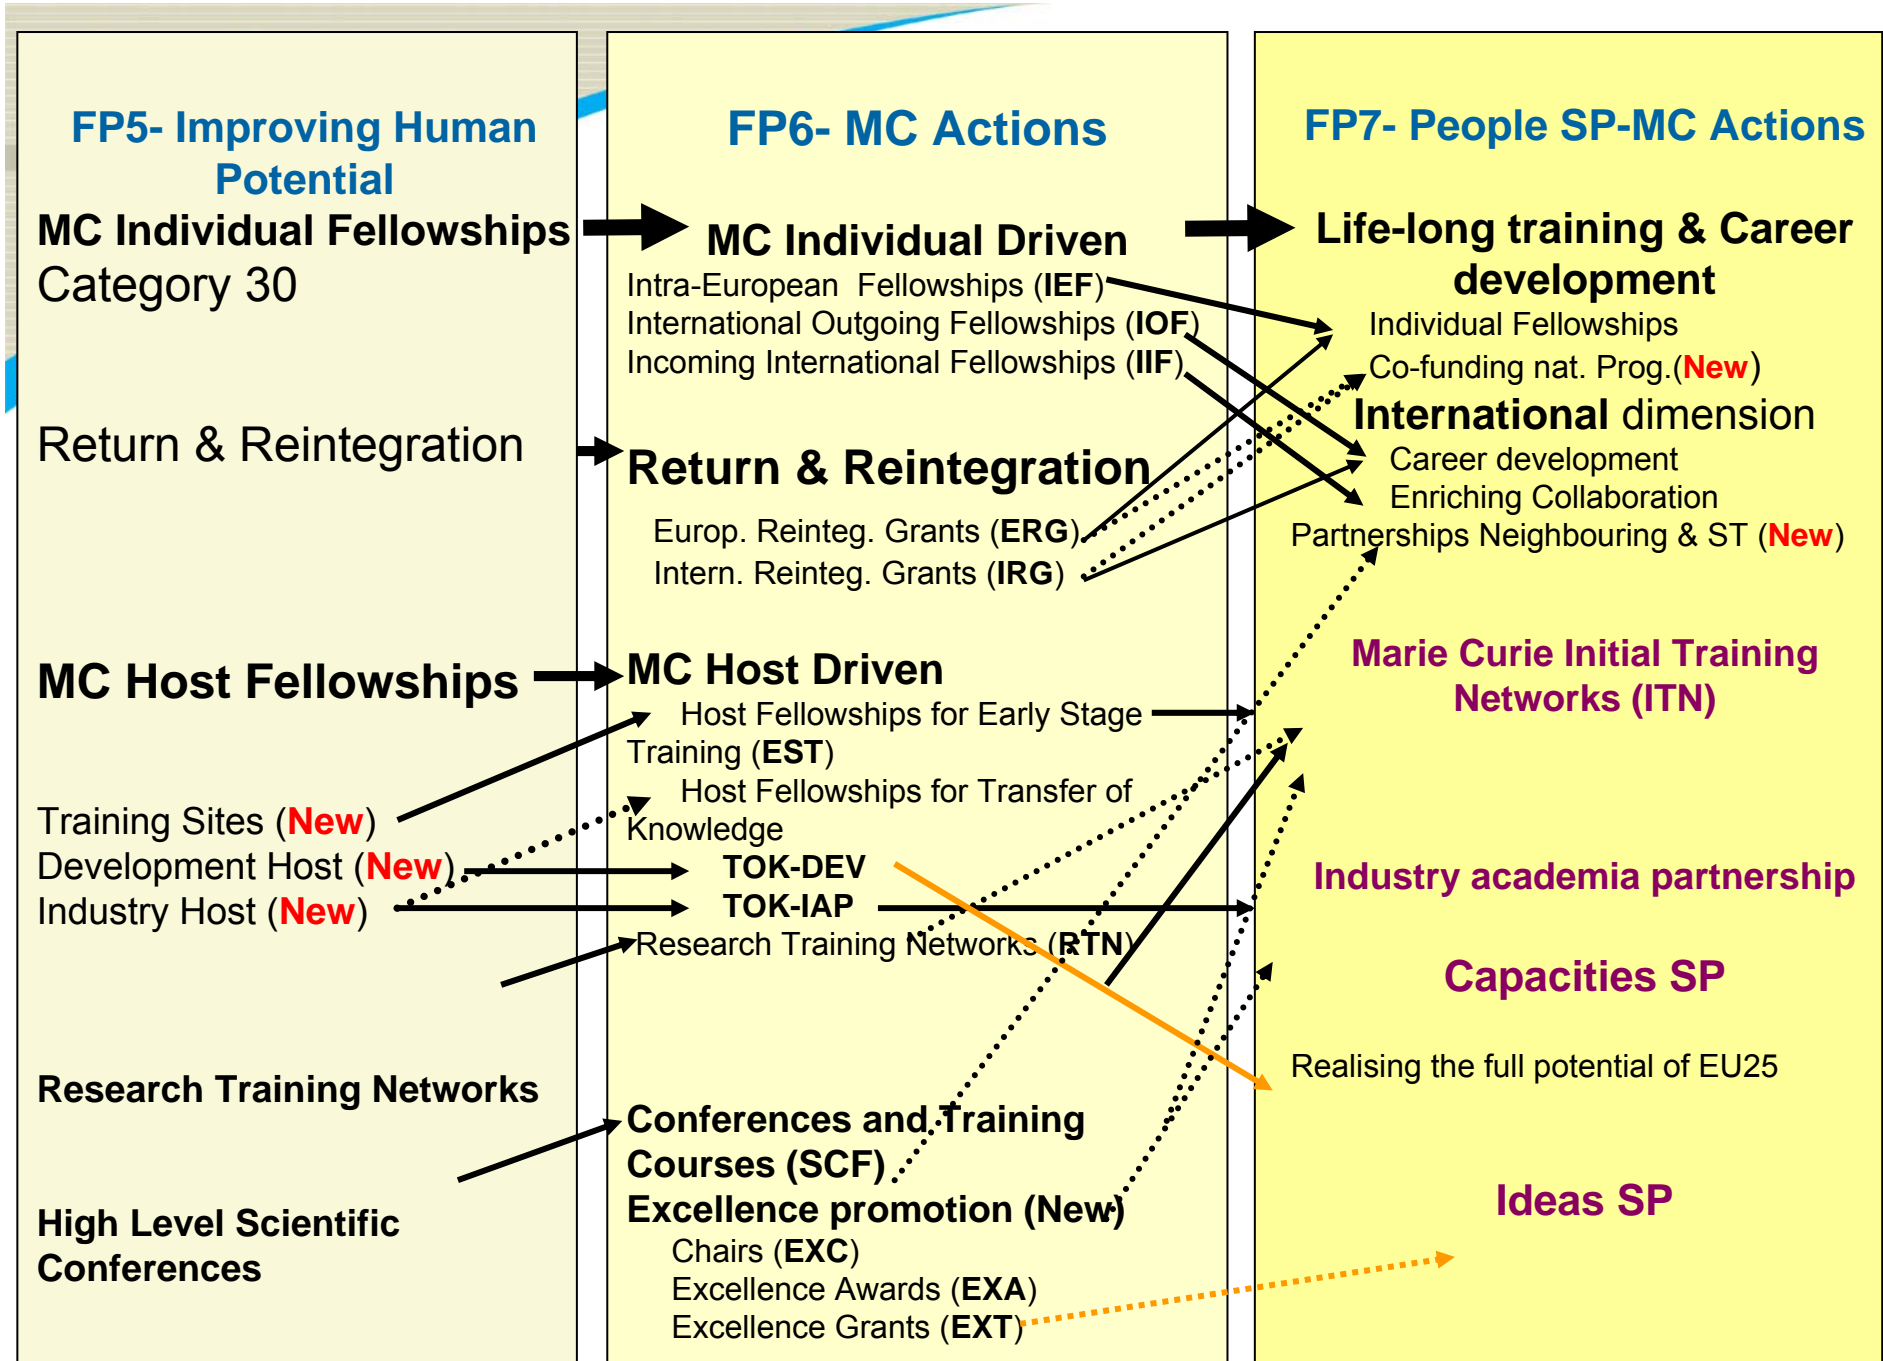 FP5- Improving Human
Potential
MC Individual Fellowships
Category 30
Return & Reintegration
MC Host Fellowships
Training Sites (New)
Development Host (New)
Industry Host (New)
Research Training Networks
High Level Scientific
Conferences
FP6- MC Actions
MC Individual Driven
Intra-European Fellowships (IEF)
International Outgoing Fellowships (IOF)
Incoming International Fellowships (IIF)
Return & Reintegration
Europ. Reinteg. Grants (ERG)
Intern. Reinteg. Grants (IRG)
MC Host Driven
Host Fellowships for Early Stage
Training (EST)
Host Fellowships for Transfer of
Knowledge
TOK-DEV
TOK-IAP
Research Training Networks (RTN)
Conferences and Training
Courses (SCF)
Excellence promotion (New)
Chairs (EXC)
Excellence Awards (EXA)
Excellence Grants (EXT)
FP7- People SP-MC Actions
Life-long training & Career
development
Individual Fellowships
Co-funding nat. Prog.(New)
International dimension
Career development
Enriching Collaboration
Partnerships Neighbouring & ST (New)
Marie Curie Initial Training
Networks (ITN)
Industry academia partnership
Capacities SP
Realising the full potential of EU25
Ideas SP